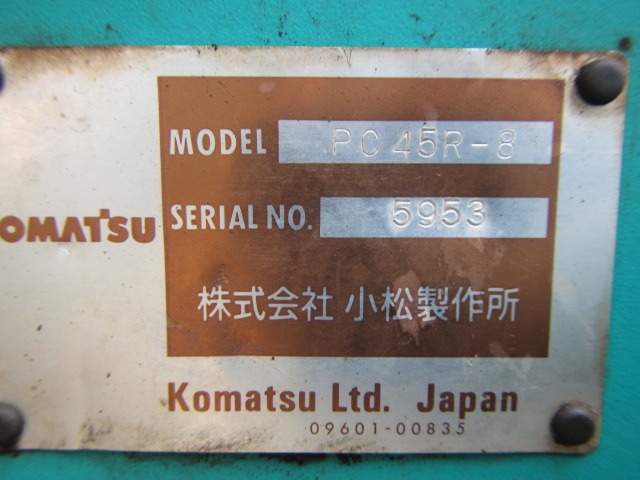 MODEL PC45R-8
OMATSU
SERIAL NO. 5953
株式会社 小松製作所
Komatsu Ltd. Japan
09601-00835